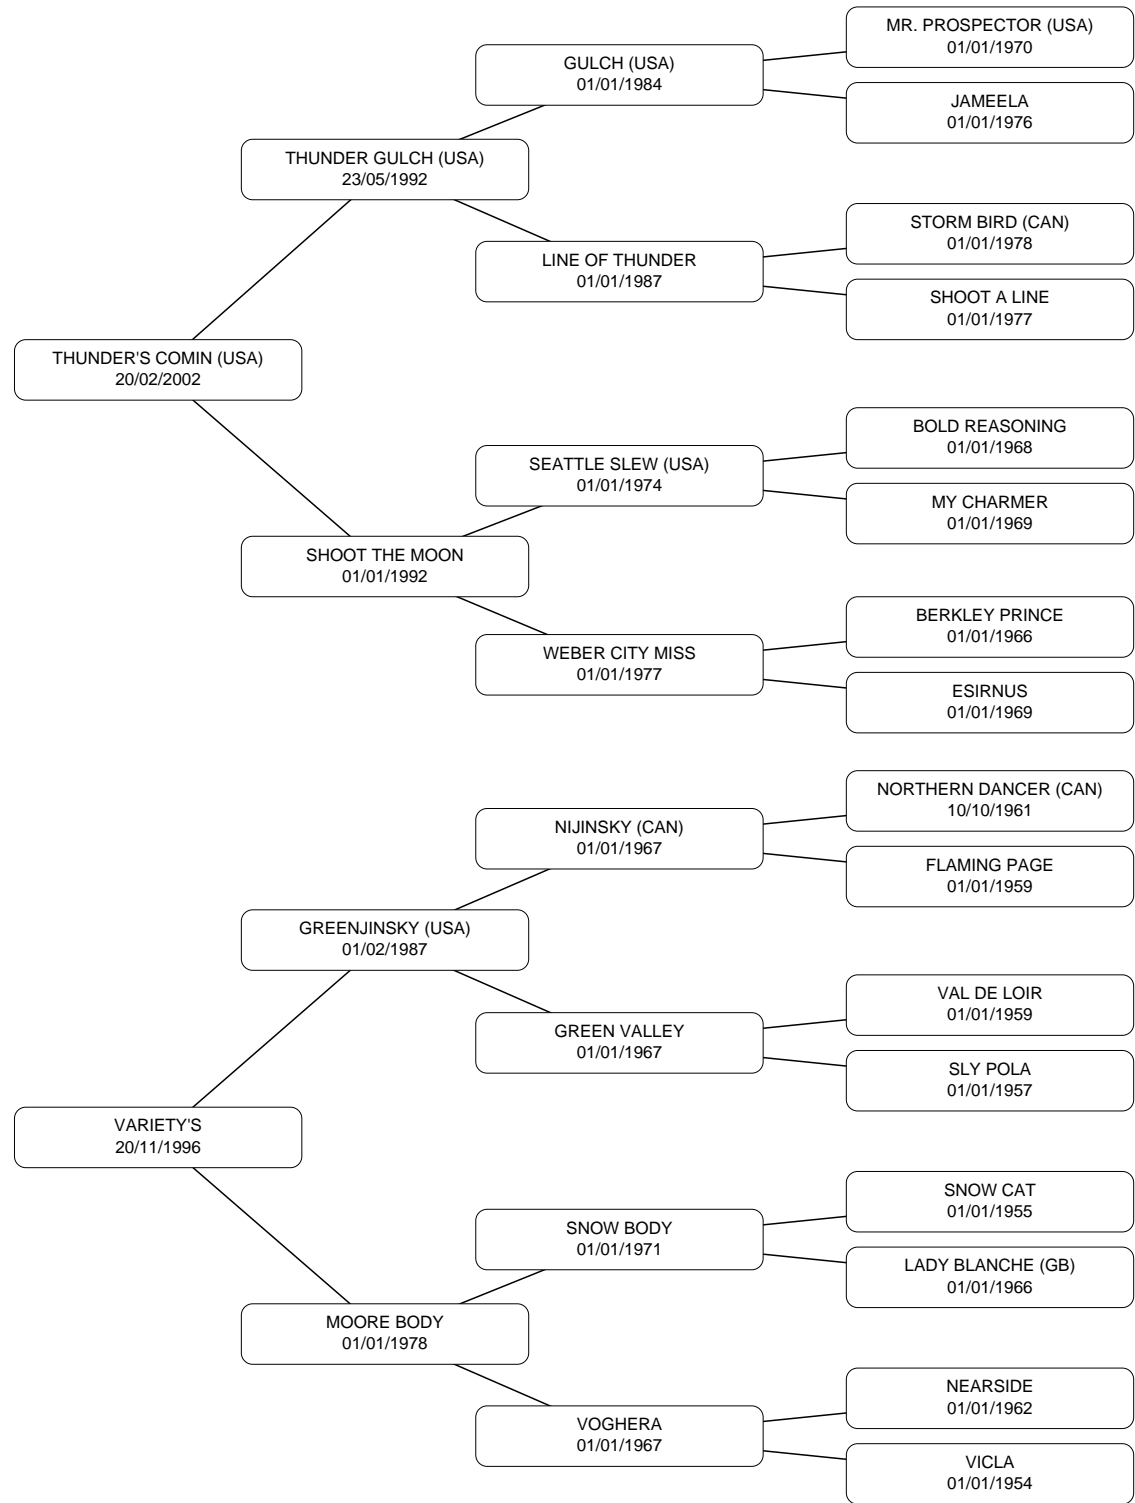 MR. PROSPECTOR (USA)
01/01/1970
GULCH (USA)
01/01/1984
JAMEELA
01/01/1976
THUNDER GULCH (USA)
23/05/1992
STORM BIRD (CAN)
01/01/1978
LINE OF THUNDER
01/01/1987
SHOOT A LINE
01/01/1977
THUNDER'S COMIN (USA)
20/02/2002
BOLD REASONING
01/01/1968
SEATTLE SLEW (USA)
01/01/1974
MY CHARMER
01/01/1969
SHOOT THE MOON
01/01/1992
BERKLEY PRINCE
01/01/1966
WEBER CITY MISS
01/01/1977
ESIRNUS
01/01/1969
NORTHERN DANCER (CAN)
10/10/1961
NIJINSKY (CAN)
01/01/1967
FLAMING PAGE
01/01/1959
GREENJINSKY (USA)
01/02/1987
VAL DE LOIR
01/01/1959
GREEN VALLEY
01/01/1967
SLY POLA
01/01/1957
VARIETY'S
20/11/1996
SNOW CAT
01/01/1955
SNOW BODY
01/01/1971
LADY BLANCHE (GB)
01/01/1966
MOORE BODY
01/01/1978
NEARSIDE
01/01/1962
VOGHERA
01/01/1967
VICLA
01/01/1954